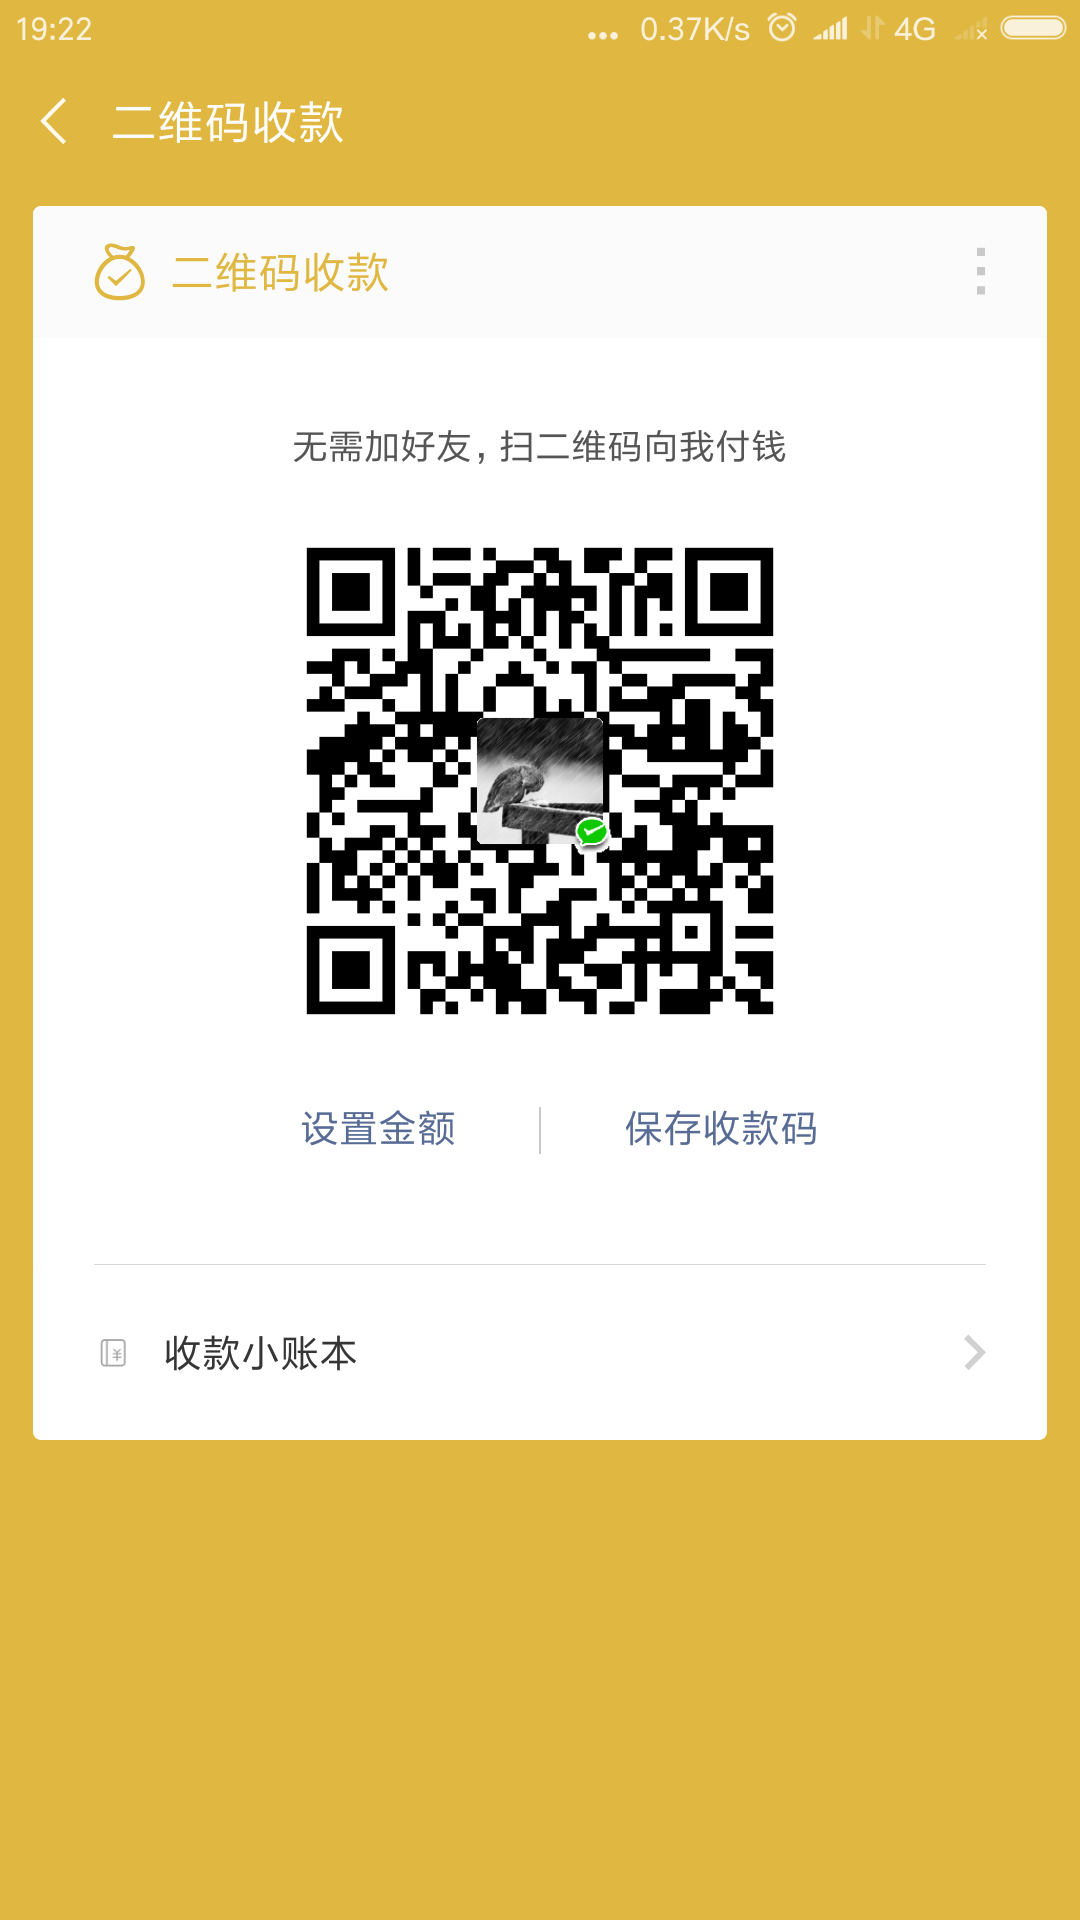 19:22 ... 0.37K/s 4G
二维码收款
二维码收款
无需加好友，扫二维码向我付钱
设置金额 保存收款码
¥ 收款小账本